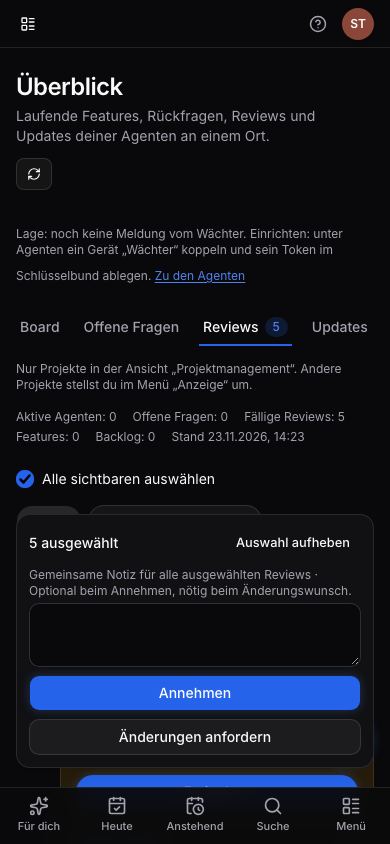 ST
Überblick
Laufende Features, Rückfragen, Reviews und
Updates deiner Agenten an einem Ort.
Lage: noch keine Meldung vom Wächter. Einrichten: unter
Agenten ein Gerät „Wächter“ koppeln und sein Token im
Schlüsselbund ablegen. Zu den Agenten
Board Offene Fragen Reviews 5 Updates
Nur Projekte in der Ansicht „Projektmanagement“. Andere
Projekte stellst du im Menü „Anzeige“ um.
Aktive Agenten: 0 Offene Fragen: 0 Fällige Reviews: 5
Features: 0 Backlog: 0 Stand 23.11.2026, 14:23
Alle sichtbaren auswählen
5 ausgewählt Auswahl aufheben
Gemeinsame Notiz für alle ausgewählten Reviews ·
Optional beim Annehmen, nötig beim Änderungswunsch.
Annehmen
Änderungen anfordern
Für dich Heute Anstehend Suche Menü